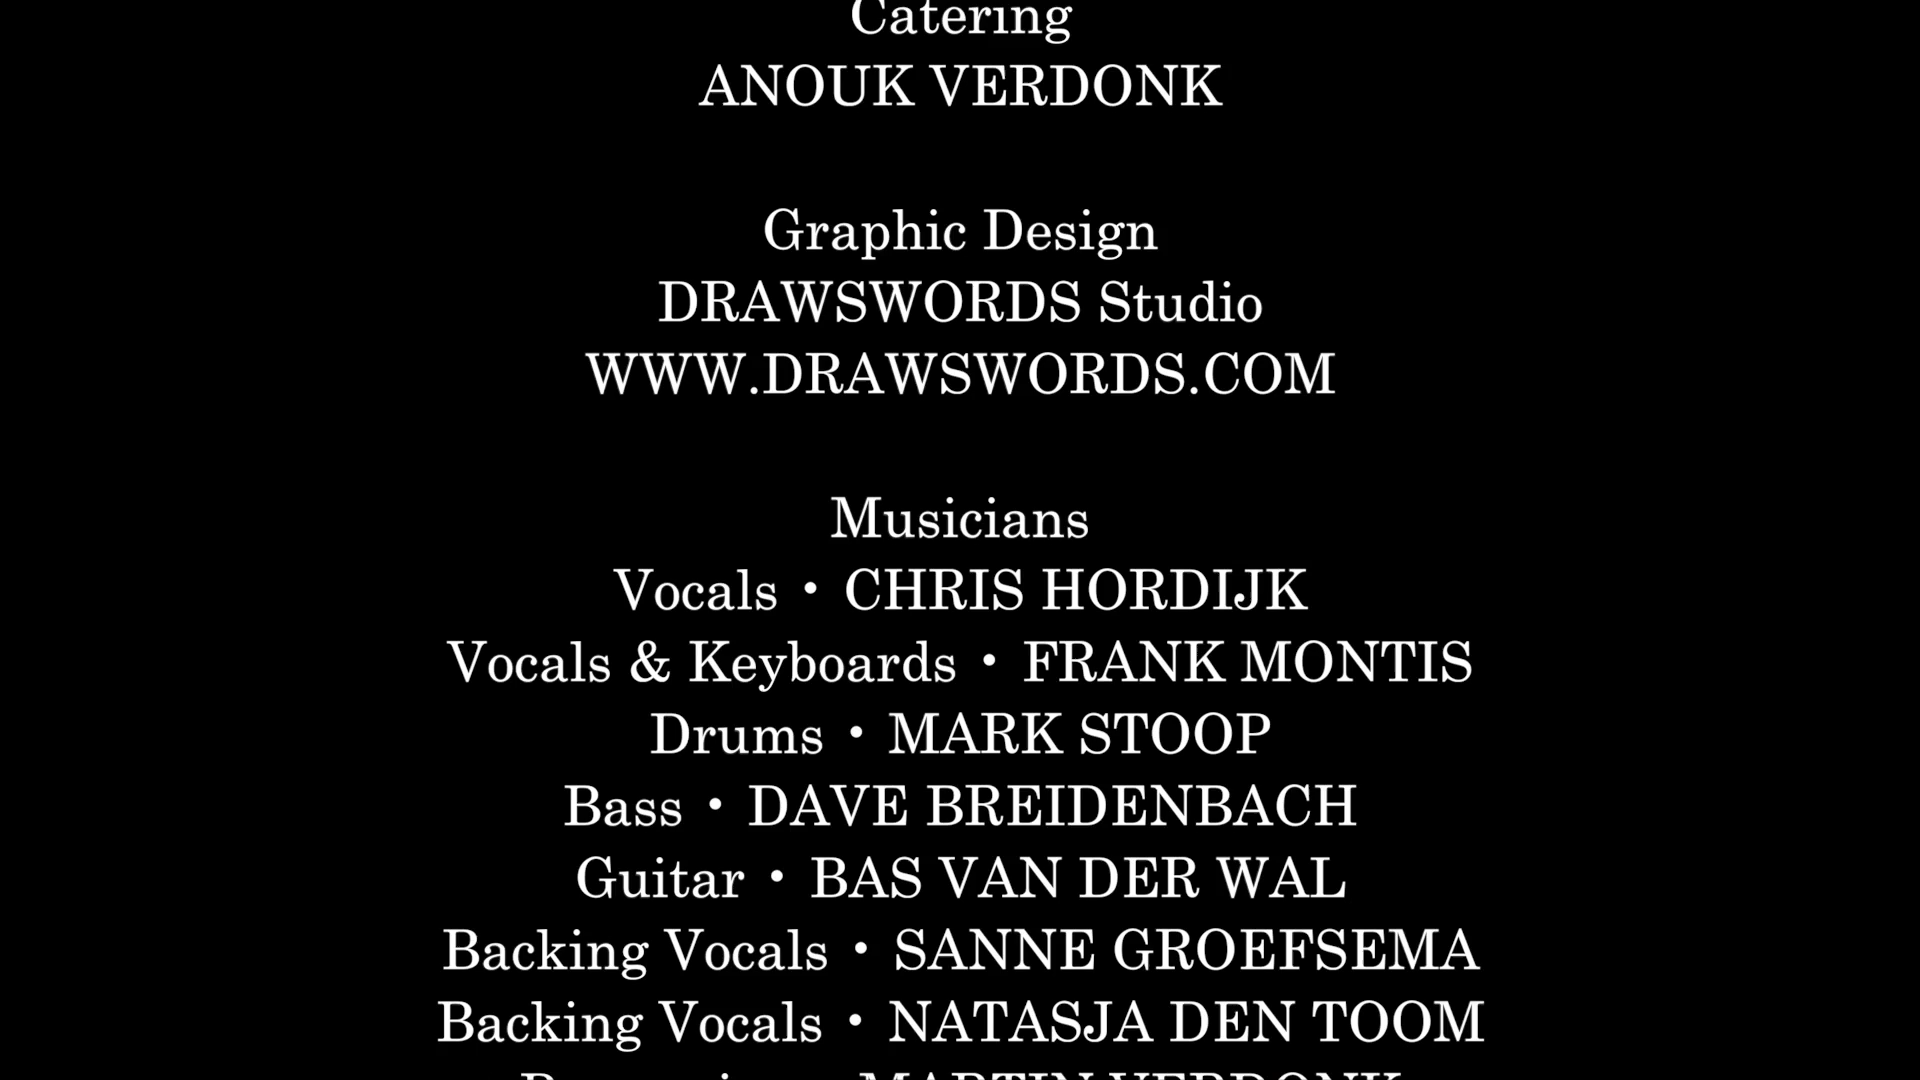 Catering
ANOUK VERDONK
Graphic Design
DRAWSWORDS Studio
WWW.DRAWSWORDS.COM
Musicians
Vocals • CHRIS HORDIJK
Vocals & Keyboards • FRANK MONTIS
Drums • MARK STOOP
Bass • DAVE BREIDENBACH
Guitar • BAS VAN DER WAL
Backing Vocals • SANNE GROEFSEMA
Backing Vocals • NATASJA DEN TOOM
• MARTIN VERDONK